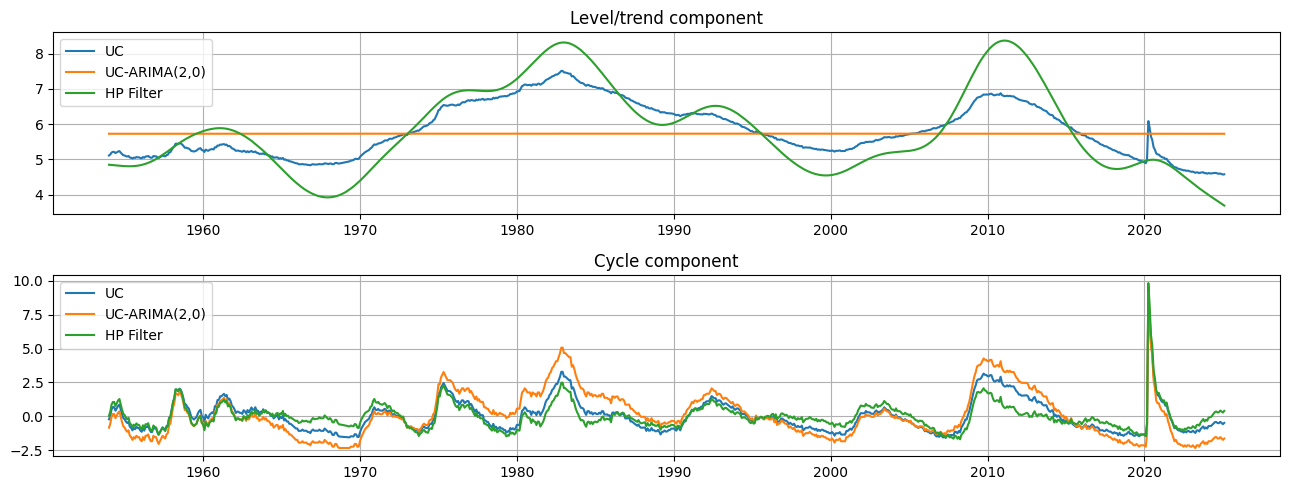 Level/trend component
UC
UC-ARIMA(2,0)
HP Filter
8
7
6
5
4
1960 1970 1980 1990 2000 2010 2020
Cycle component
UC
UC-ARIMA(2,0)
HP Filter
10.0
7.5
5.0
2.5
0.0
−2.5
1960 1970 1980 1990 2000 2010 2020